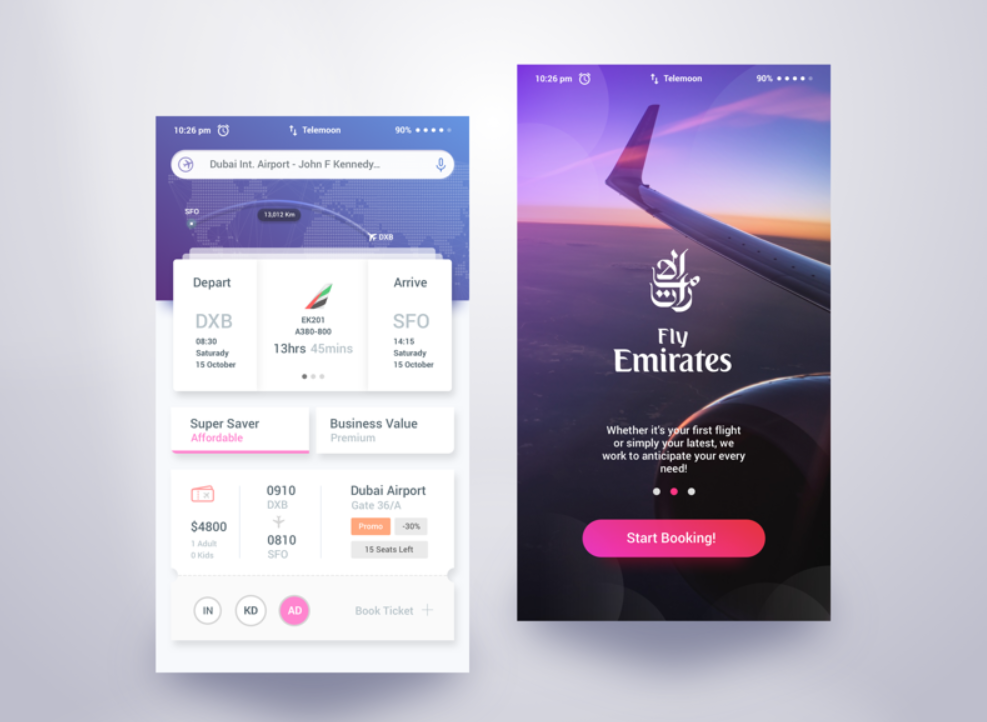 10:26 pm
Telemoon
90%
Dubai Int. Airport - John F Kennedy...
SFO
13,012 Km
DXB
Depart
DXB
08:30
Saturady
15 October
EK201
A380-800
13hrs 45mins
Arrive
SFO
14:15
Saturady
15 October
Super Saver
Affordable
Business Value
Premium
$4800
1 Adult
0 Kids
0910
DXB
0810
SFO
Dubai Airport
Gate 36/A
Promo
-30%
15 Seats Left
IN
KD
AD
Book Ticket
10:26 pm
Telemoon
90%
Fly
Emirates
Whether it's your first flight
or simply your latest, we
work to anticipate your every
need!
Start Booking!